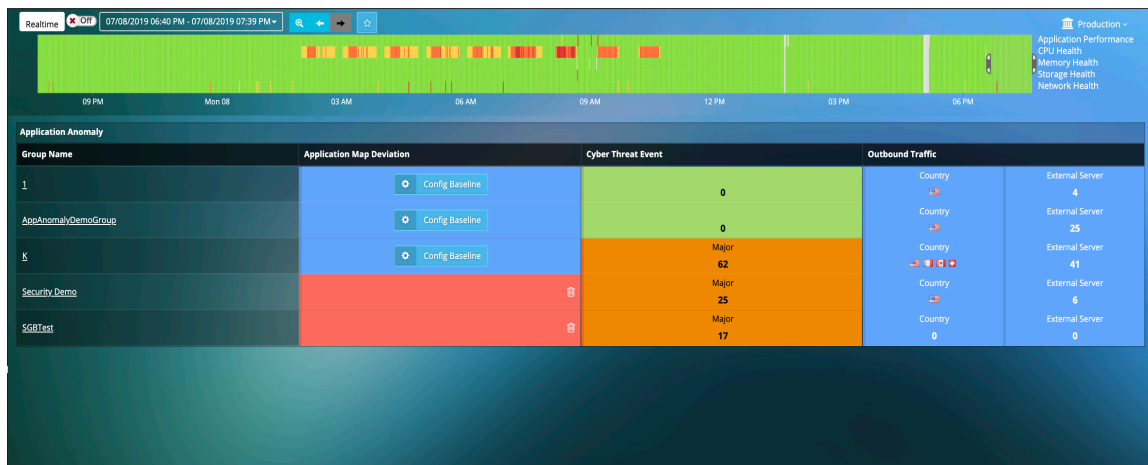 Realtime Off 07/08/2019 06:40 PM - 07/08/2019 07:39 PM
Production
Application Performance
CPU Health
Memory Health
Storage Health
Network Health
09 PM Mon 08 03 AM 06 AM 09 AM 12 PM 03 PM 06 PM
Application Anomaly
Group Name Application Map Deviation Cyber Threat Event Outbound Traffic
Country External Server
1 Config Baseline 0 4
Country External Server
AppAnomalyDemoGroup Config Baseline 0 25
Major Country External Server
K Config Baseline 62 41
Major Country External Server
Security Demo 25 6
Major Country External Server
SGBTest 17 0 0